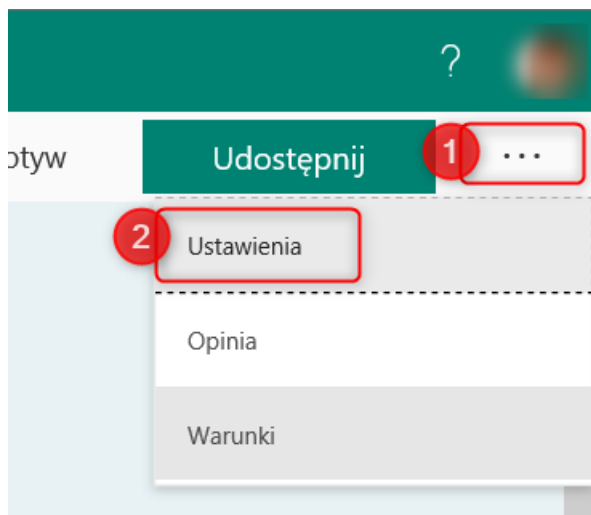 ?
otyw
Udostępnij
1
...
2
Ustawienia
Opinia
Warunki